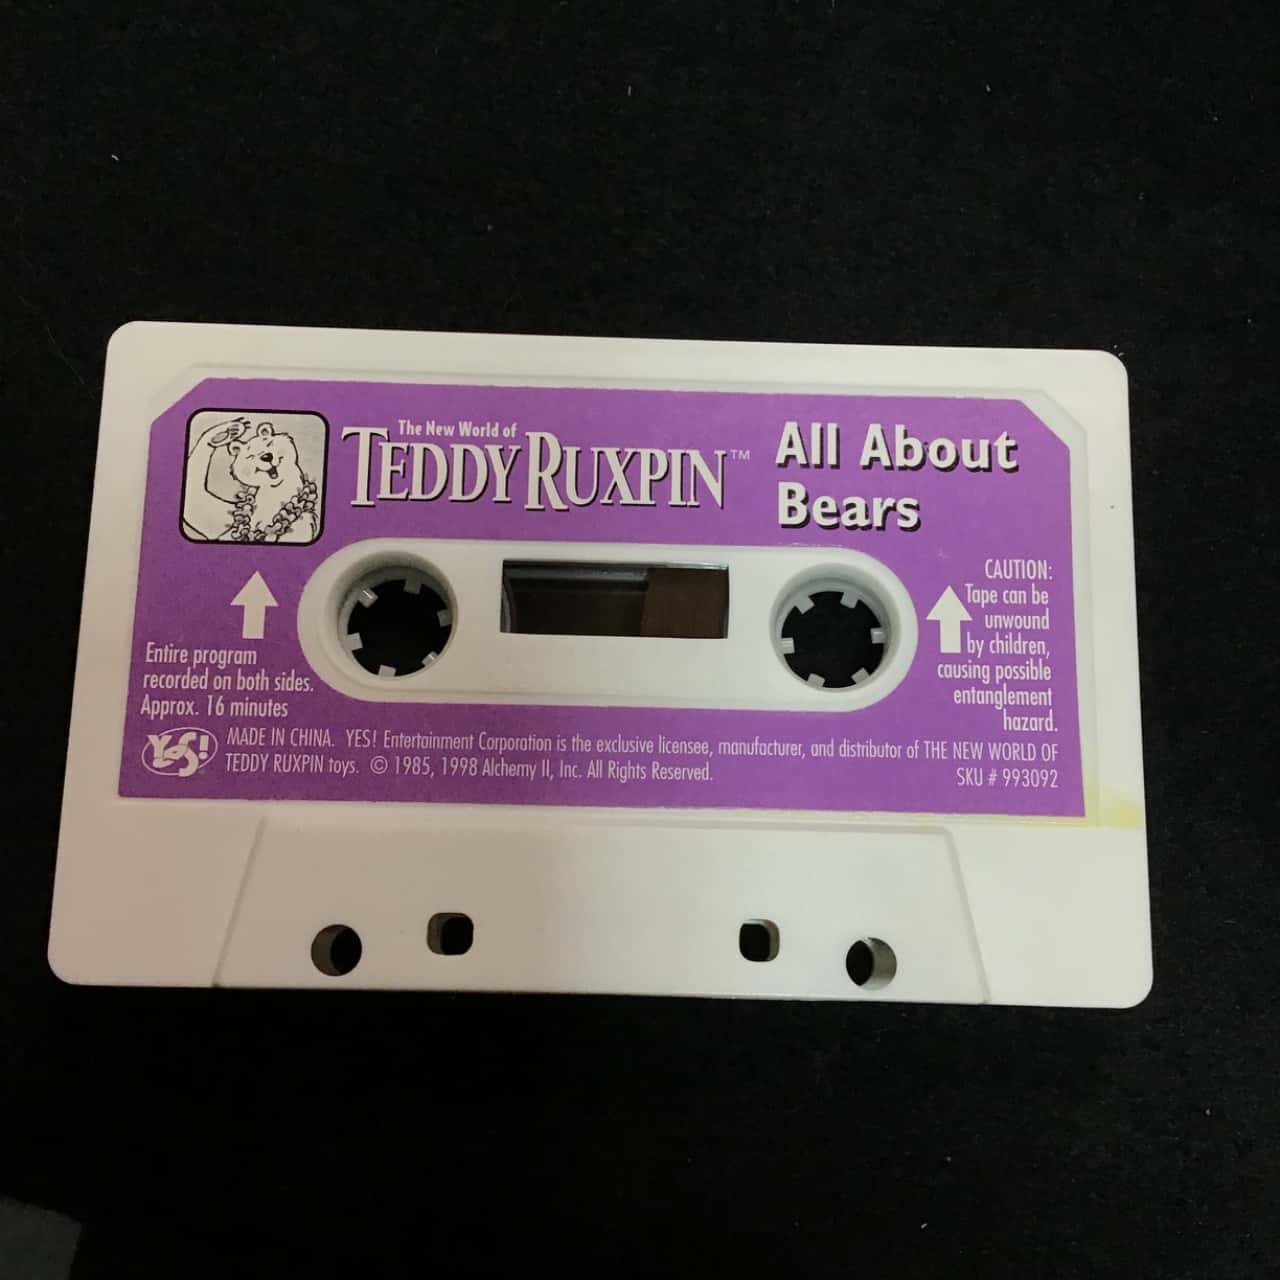 The New World of
TEDDY RUXPIN™
All About
Bears
CAUTION:
Tape can be
unwound
by children,
causing possible
entanglement
hazard.
Entire program
recorded on both sides.
Approx. 16 minutes
YES!
MADE IN CHINA. YES! Entertainment Corporation is the exclusive licensee, manufacturer, and distributor of THE NEW WORLD OF
TEDDY RUXPIN toys. © 1985, 1998 Alchemy II, Inc. All Rights Reserved.
SKU # 993092